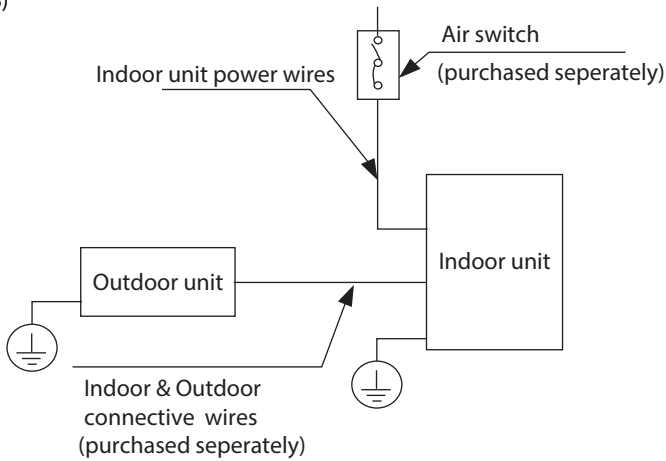 Air switch
(purchased seperately)
Indoor unit power wires
Indoor unit
Outdoor unit
Indoor & Outdoor
connective wires
(purchased seperately)